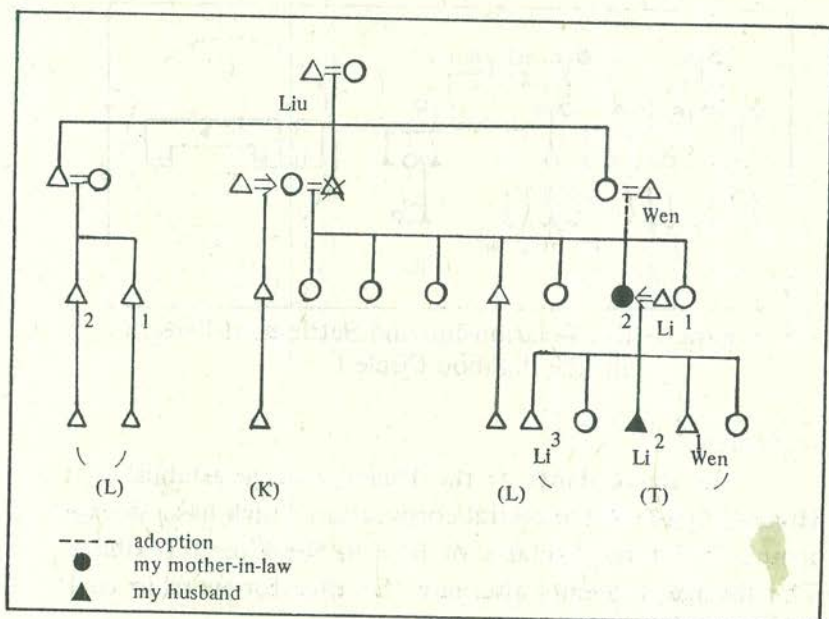 Liu
Wen
2 1 2 Li 1
Li 3 Li 2 1 Wen
(L) (K) (L) (T)
adoption
my mother-in-law
my husband